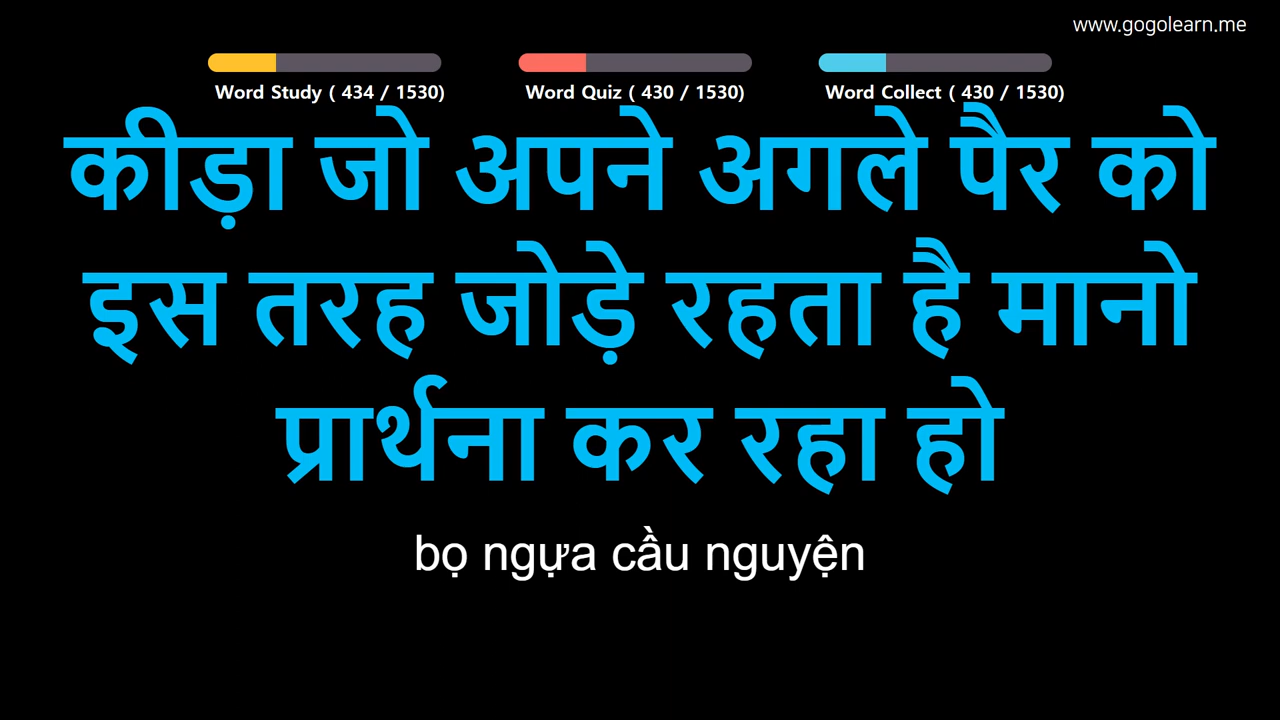 www.gogolearn.me
Word Study ( 434 / 1530)
Word Quiz ( 430 / 1530)
Word Collect ( 430 / 1530)
कीड़ा जो अपने अगले पैर को
इस तरह जोड़े रहता है मानो
प्रार्थना कर रहा हो
bọ ngựa cầu nguyện